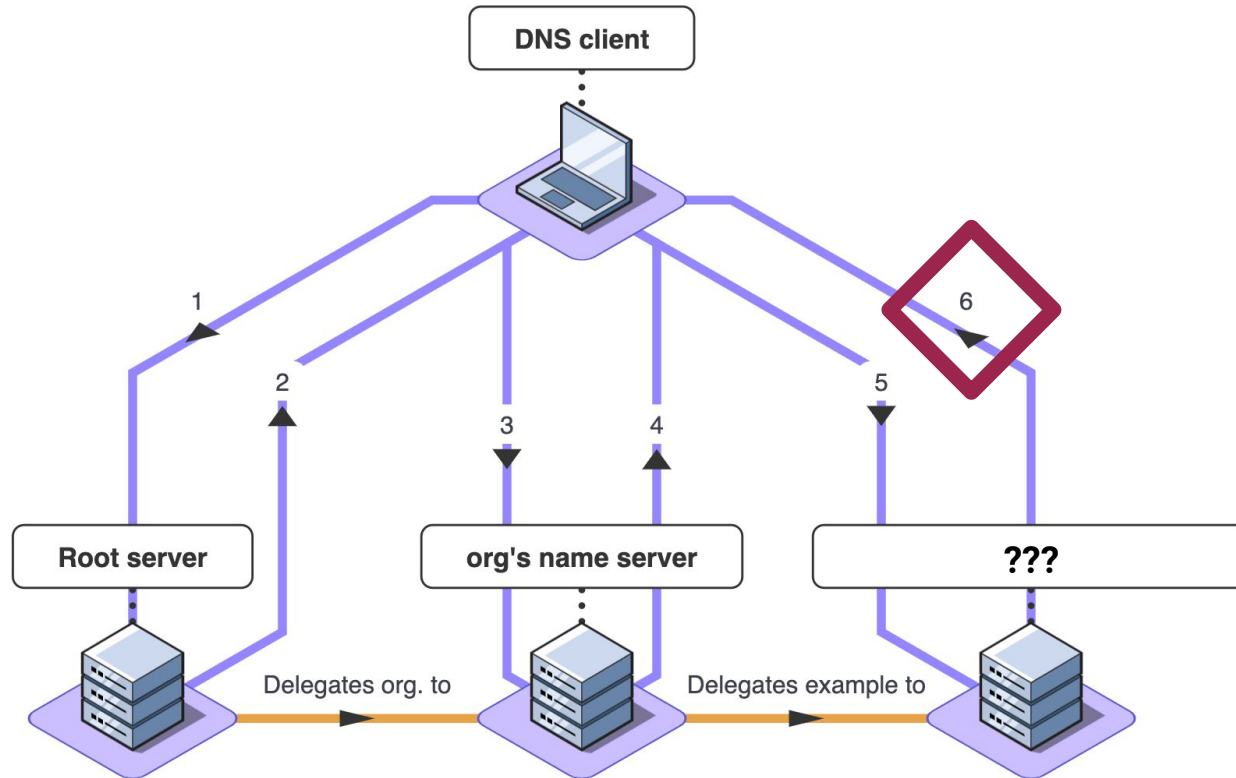 DNS client
1
6
2
5
3
4
Root server
org's name server
???
Delegates org. to
Delegates example to